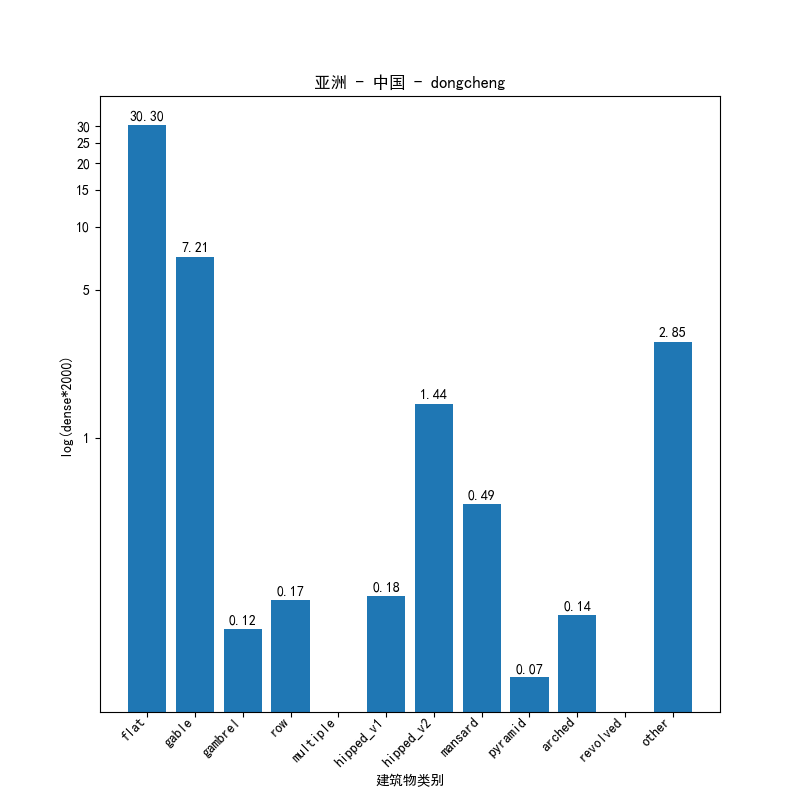 亚洲 - 中国 - dongcheng
30.30
7.21
0.12
0.17
0.18
1.44
0.49
0.07
0.14
2.85
30
25
20
15
10
5
1
log(dense*2000)
flat
gable
gambrel
row
multiple
hipped_v1
hipped_v2
mansard
pyramid
arched
revolved
other
建筑物类别